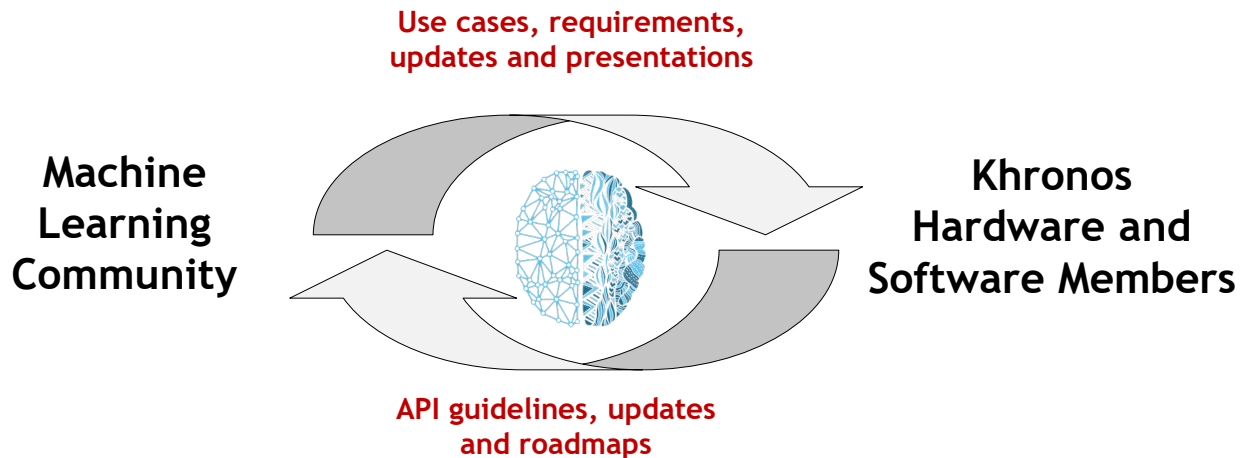 Use cases, requirements,
updates and presentations
Machine
Learning
Community
Khronos
Hardware and
Software Members
API guidelines, updates
and roadmaps